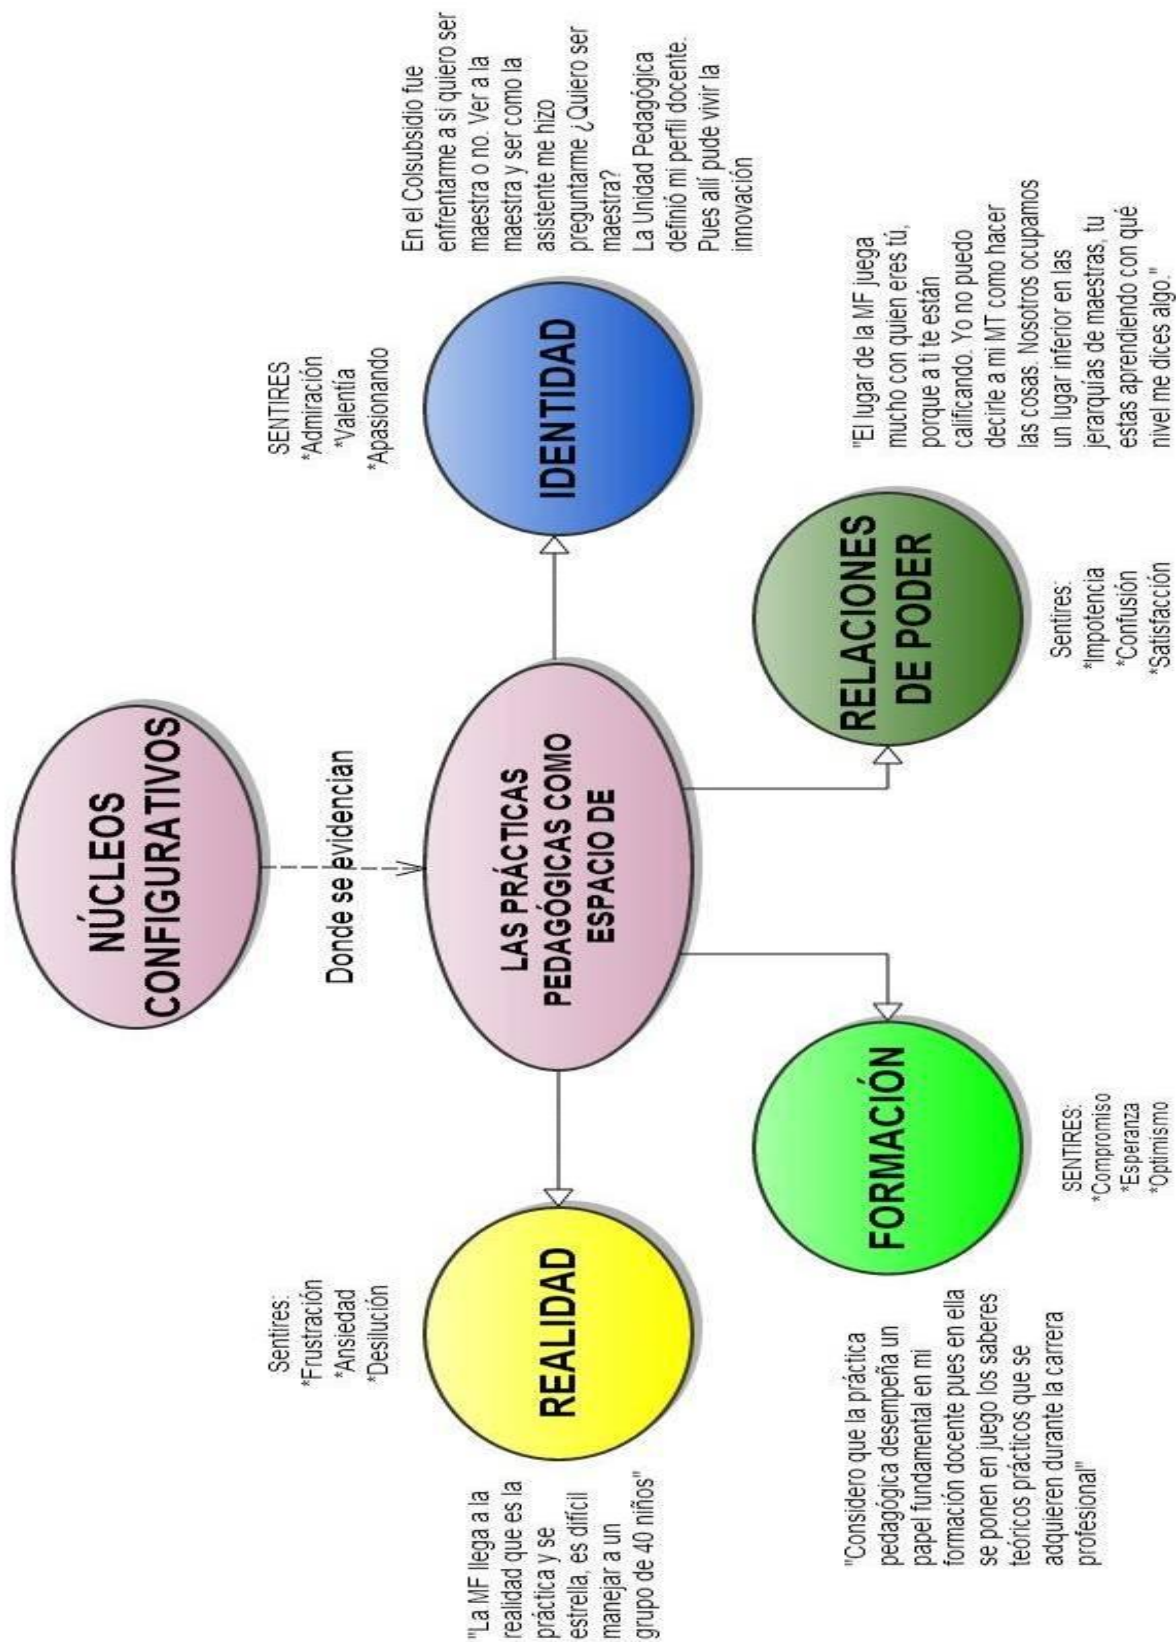 NÚCLEOS
CONFIGURATIVOS
Donde se evidencian
LAS PRÁCTICAS
PEDAGÓGICAS COMO
ESPACIO DE
REALIDAD
Sentires:
*Frustración
*Ansiedad
*Desilución
"La MF llega a la
realidad que es la
práctica y se
estrella, es difícil
manejar a un
grupo de 40 niños"
IDENTIDAD
SENTIRES
*Admiración
*Valentía
*Apasionando
En el Colsubsidio fue
enfrentarme a si quiero ser
maestra o no. Ver a la
maestra y ser como la
asistente me hizo
preguntarme ¿Quiero ser
maestra?
La Unidad Pedagógica
definió mi perfil docente.
Pues allí pude vivir la
innovación
FORMACIÓN
"Considero que la práctica
pedagógica desempeña un
papel fundamental en mi
formación docente pues en ella
se ponen en juego los saberes
teóricos prácticos que se
adquieren durante la carrera
profesional"
SENTIRES:
*Compromiso
*Esperanza
*Optimismo
RELACIONES
DE PODER
Sentires:
*Impotencia
*Confusión
*Satisfacción
"El lugar de la MF juega
mucho con quien eres tú,
porque a ti te están
calificando. Yo no puedo
decirle a mi MT como hacer
las cosas. Nosotros ocupamos
un lugar inferior en las
jerarquías de maestras, tu
estas aprendiendo con qué
nivel me dices algo."